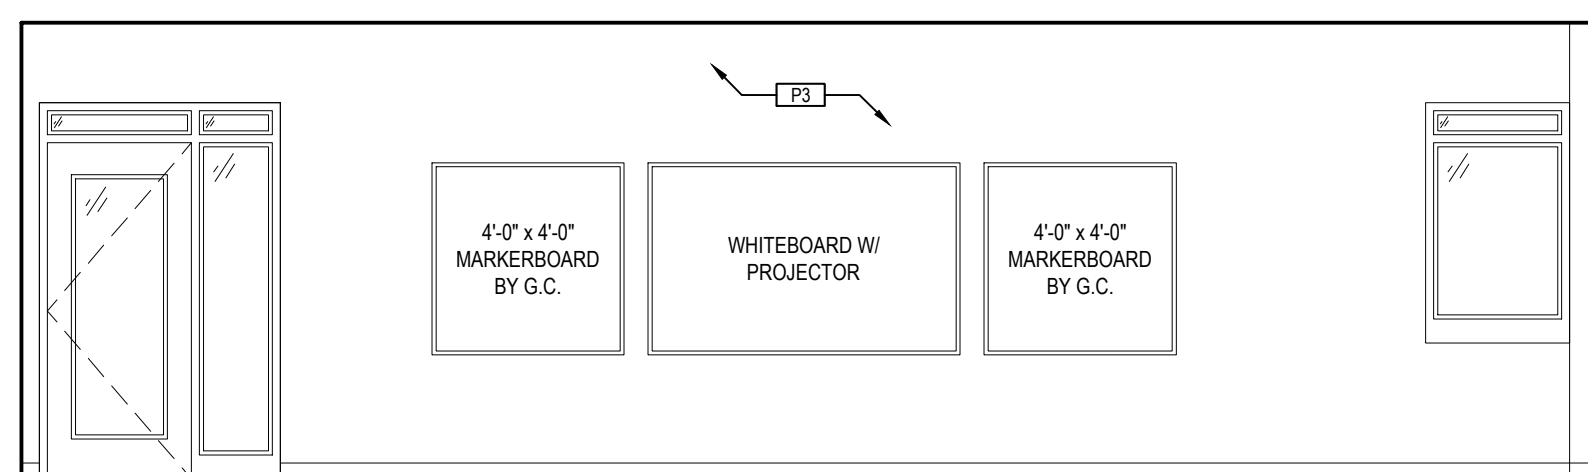 P3
4'-0" x 4'-0"
MARKERBOARD
BY G.C.
WHITEBOARD W/
PROJECTOR
4'-0" x 4'-0"
MARKERBOARD
BY G.C.